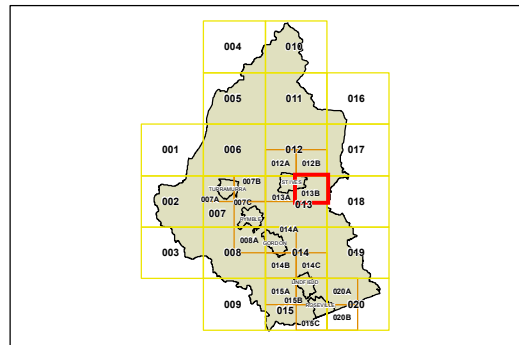 004 010
005 011 016
001 006 012 017
012A 012B
007B ST IVES
TURRAMURRA
013B
002 007A 007C 013A 013 018
007 PYMBLE
014A
008A GORDON
003 008 014 019
014B 014C
LINDFIELD
015A 020A
009 015B ROSEVILLE 020
015 020B
015C